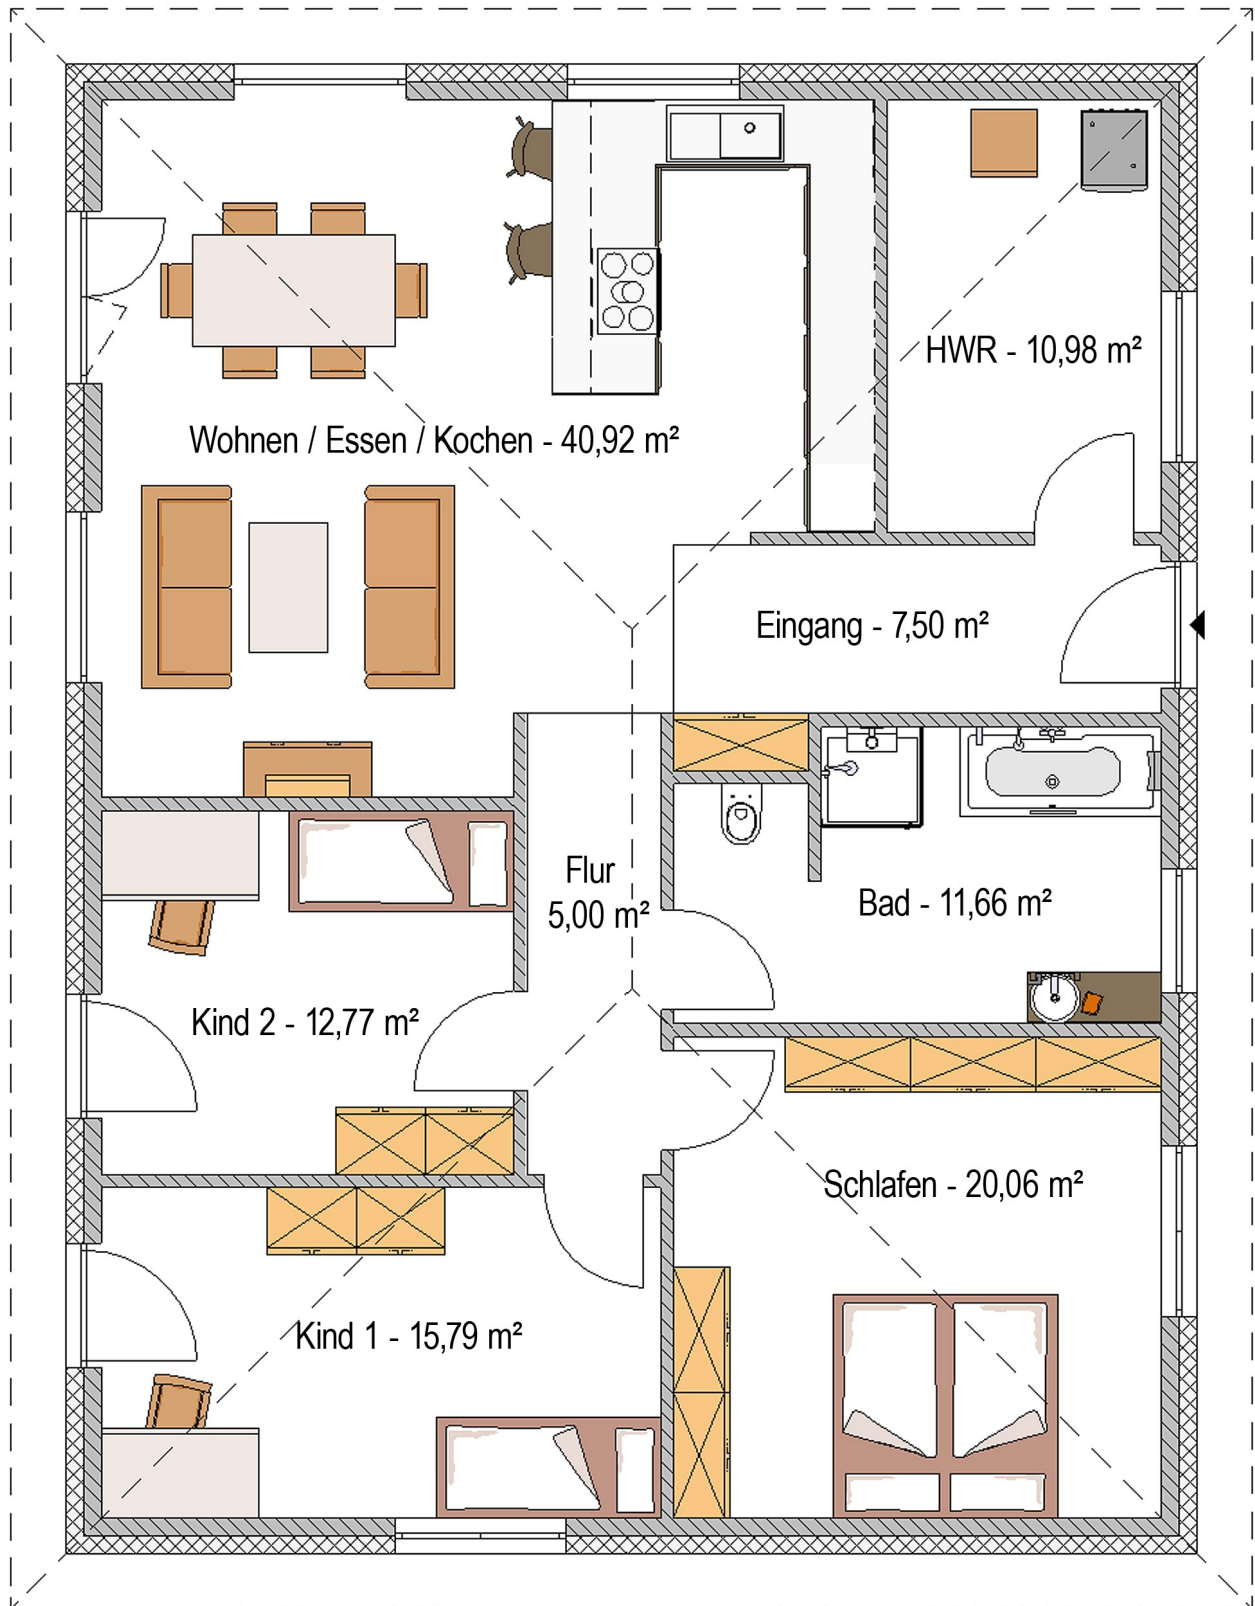 HWR - 10,98 m²
Wohnen / Essen / Kochen - 40,92 m²
Eingang - 7,50 m²
Flur
5,00 m²
Bad - 11,66 m²
Kind 2 - 12,77 m²
Schlafen - 20,06 m²
Kind 1 - 15,79 m²